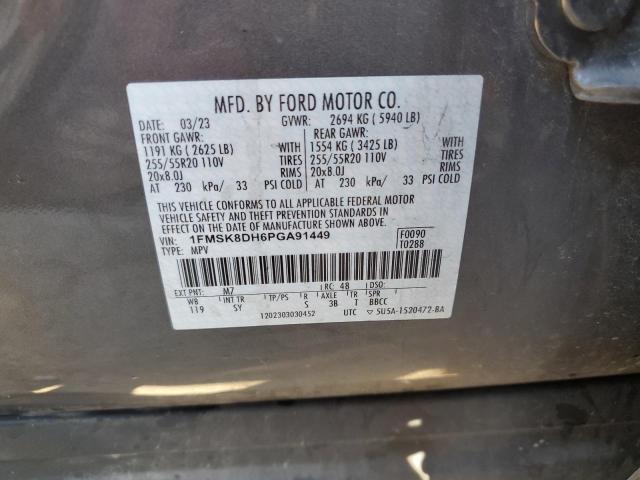 MFD. BY FORD MOTOR CO.
DATE: 03/23 GVWR: 2694 KG ( 5940 LB)
FRONT GAWR: REAR GAWR:
1191 KG ( 2625 LB) 1554 KG ( 3425 LB)
255/55R20 110V TIRES 255/55R20 110V TIRES
20x8.0J RIMS 20x8.0J RIMS
AT 230 kPa/ 33 PSI COLD AT 230 kPa/ 33 PSI COLD
THIS VEHICLE CONFORMS TO ALL APPLICABLE FEDERAL MOTOR
VEHICLE SAFETY AND THEFT PREVENTION STANDARDS IN
EFFECT ON THE DATE OF MANUFACTURE SHOWN ABOVE.
VIN: 1FMSK8DH6PGA91449 F0090
TYPE: MPV T0288
EXT PNT: M7 RC: 48 DSO:
WB INT TR TP/PS R AXLE TR SPR
119 SY S 3B T BBCC
1202303030452 UTC ▽ 5U5A-1520472-BA